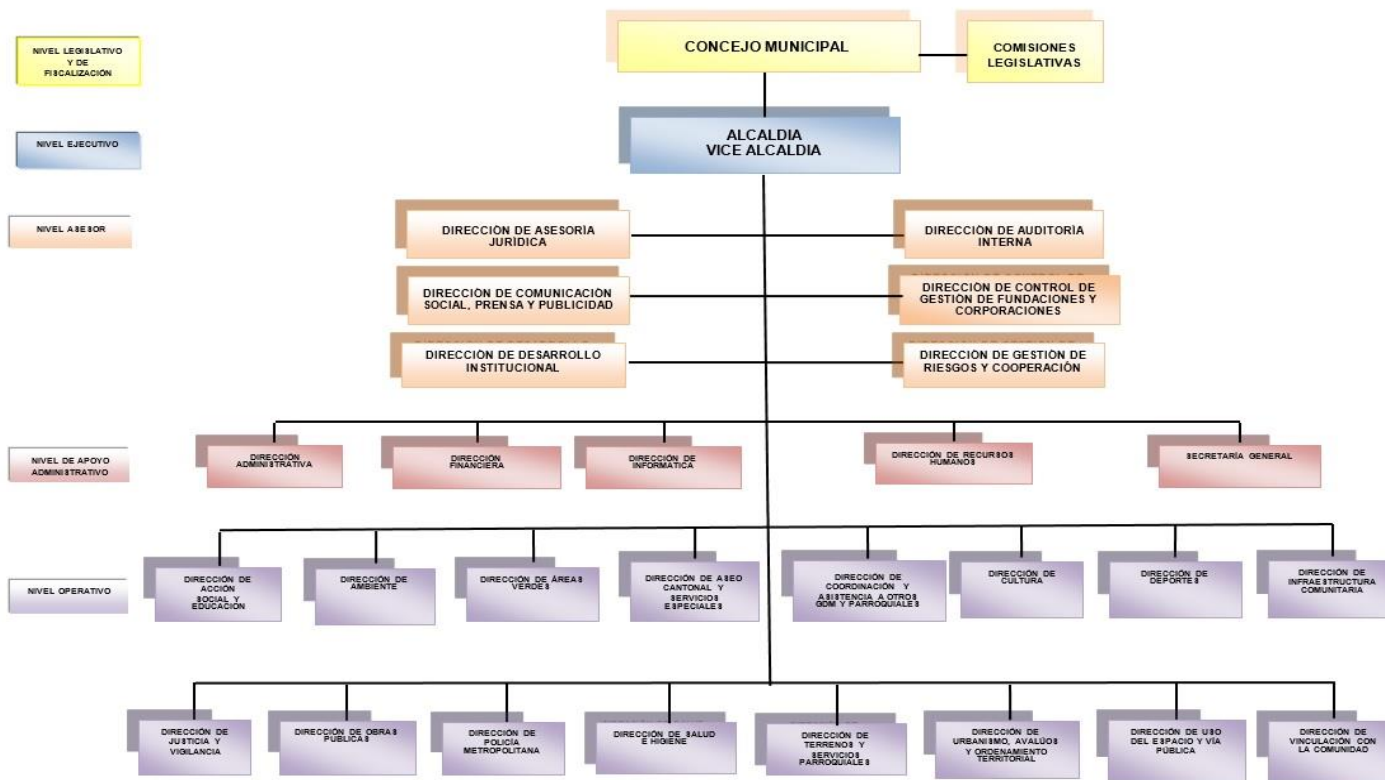 CONCEJO MUNICIPAL
COMISIONES
LEGISLATIVAS
NIVEL LEGISLATIVO
Y DE
FISCALIZACIÓN
ALCALDIA
VICE ALCALDIA
NIVEL EJECUTIVO
NIVEL ASESOR
DIRECCIÓN DE ASESORÍA
JURÍDICA
DIRECCIÓN DE AUDITORÍA
INTERNA
DIRECCIÓN DE COMUNICACIÓN
SOCIAL, PRENSA Y PUBLICIDAD
DIRECCIÓN DE CONTROL DE
GESTIÓN DE FUNDACIONES Y
CORPORACIONES
DIRECCIÓN DE DESARROLLO
INSTITUCIONAL
DIRECCIÓN DE GESTIÓN DE
RIESGOS Y COOPERACIÓN
NIVEL DE APOYO
ADMINISTRATIVO
DIRECCIÓN
ADMINISTRATIVA
DIRECCIÓN
FINANCIERA
DIRECCIÓN DE
INFORMATICA
DIRECCIÓN DE RECURSOS
HUMANOS
SECRETARÍA GENERAL
NIVEL OPERATIVO
DIRECCIÓN DE
ACCIÓN
SOCIAL Y
EDUCACIÓN
DIRECCIÓN DE
AMBIENTE
DIRECCIÓN DE ÁREAS
VERDES
DIRECCIÓN DE ASEO
CANTONAL Y
SERVICIOS
ESPECIALES
DIRECCIÓN DE
COORDINACIÓN Y
ASISTENCIA A OTROS
GDM Y PARROQUIALES
DIRECCIÓN DE
CULTURA
DIRECCIÓN DE
DEPORTES
DIRECCIÓN DE
INFRAESTRUCTURA
COMUNITARIA
DIRECCIÓN DE
JUSTICIA Y
VIGILANCIA
DIRECCIÓN DE OBRAS
PUBLICAS
DIRECCIÓN
DE
POLICÍA
METROPOLITANA
DIRECCIÓN DE SALUD
E HIGIENE
DIRECCIÓN DE
TERRENOS Y
SERVICIOS
PARROQUIALES
DIRECCIÓN DE
URBANISMO, AVALÚOS
Y ORDENAMIENTO
TERRITORIAL
DIRECCIÓN DE USO
DEL ESPACIO Y VÍA
PÚBLICA
DIRECCIÓN DE
VINCULACIÓN CON
LA COMUNIDAD